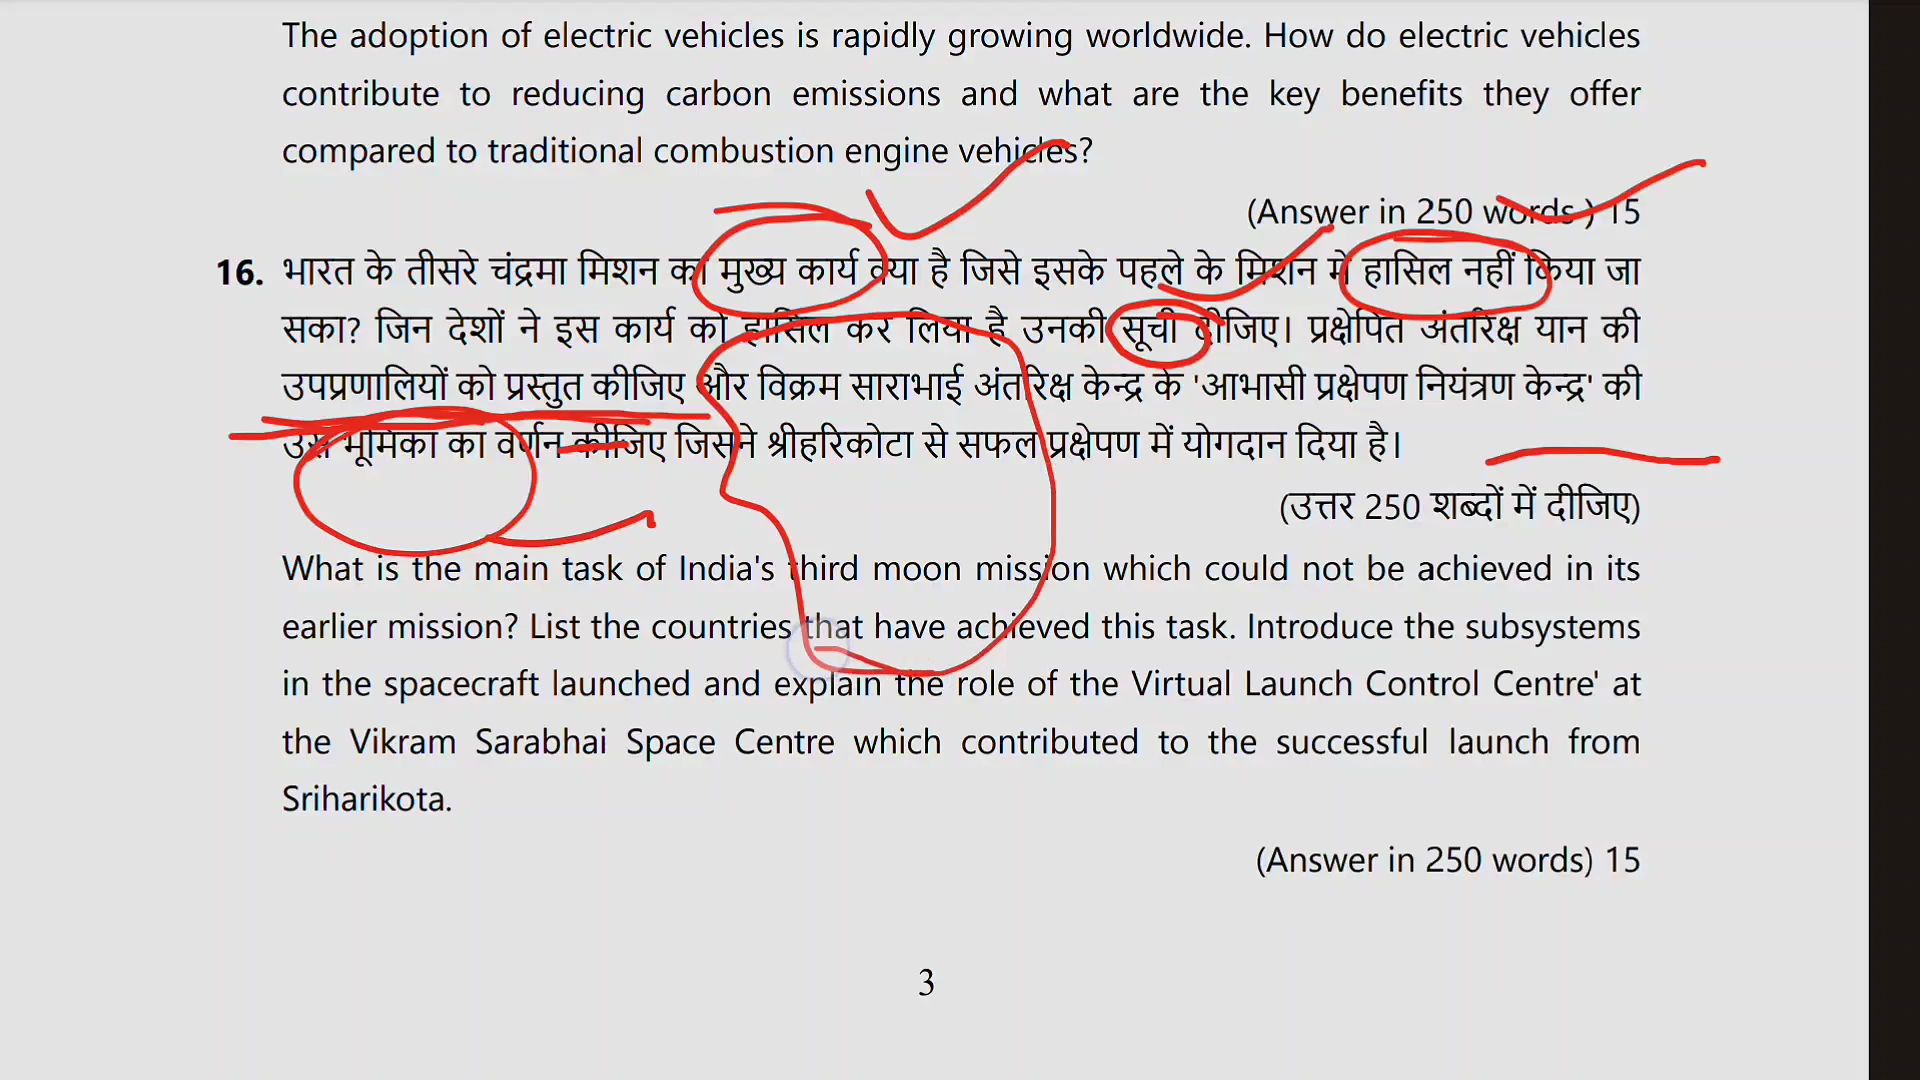 The adoption of electric vehicles is rapidly growing worldwide. How do electric vehicles
contribute to reducing carbon emissions and what are the key benefits they offer
compared to traditional combustion engine vehicles?
(Answer in 250 words ) 15
16. भारत के तीसरे चंद्रमा मिशन का मुख्य कार्य क्या है जिसे इसके पहले के मिशन में हासिल नहीं किया जा
सका? जिन देशों ने इस कार्य को हासिल कर लिया है उनकी सूची दीजिए। प्रक्षेपित अंतरिक्ष यान की
उपप्रणालियों को प्रस्तुत कीजिए और विक्रम साराभाई अंतरिक्ष केन्द्र के 'आभासी प्रक्षेपण नियंत्रण केन्द्र' की
उस भूमिका का वर्णन कीजिए जिसने श्रीहरिकोटा से सफल प्रक्षेपण में योगदान दिया है।
(उत्तर 250 शब्दों में दीजिए)
What is the main task of India's third moon mission which could not be achieved in its
earlier mission? List the countries that have achieved this task. Introduce the subsystems
in the spacecraft launched and explain the role of the Virtual Launch Control Centre' at
the Vikram Sarabhai Space Centre which contributed to the successful launch from
Sriharikota.
(Answer in 250 words) 15
3